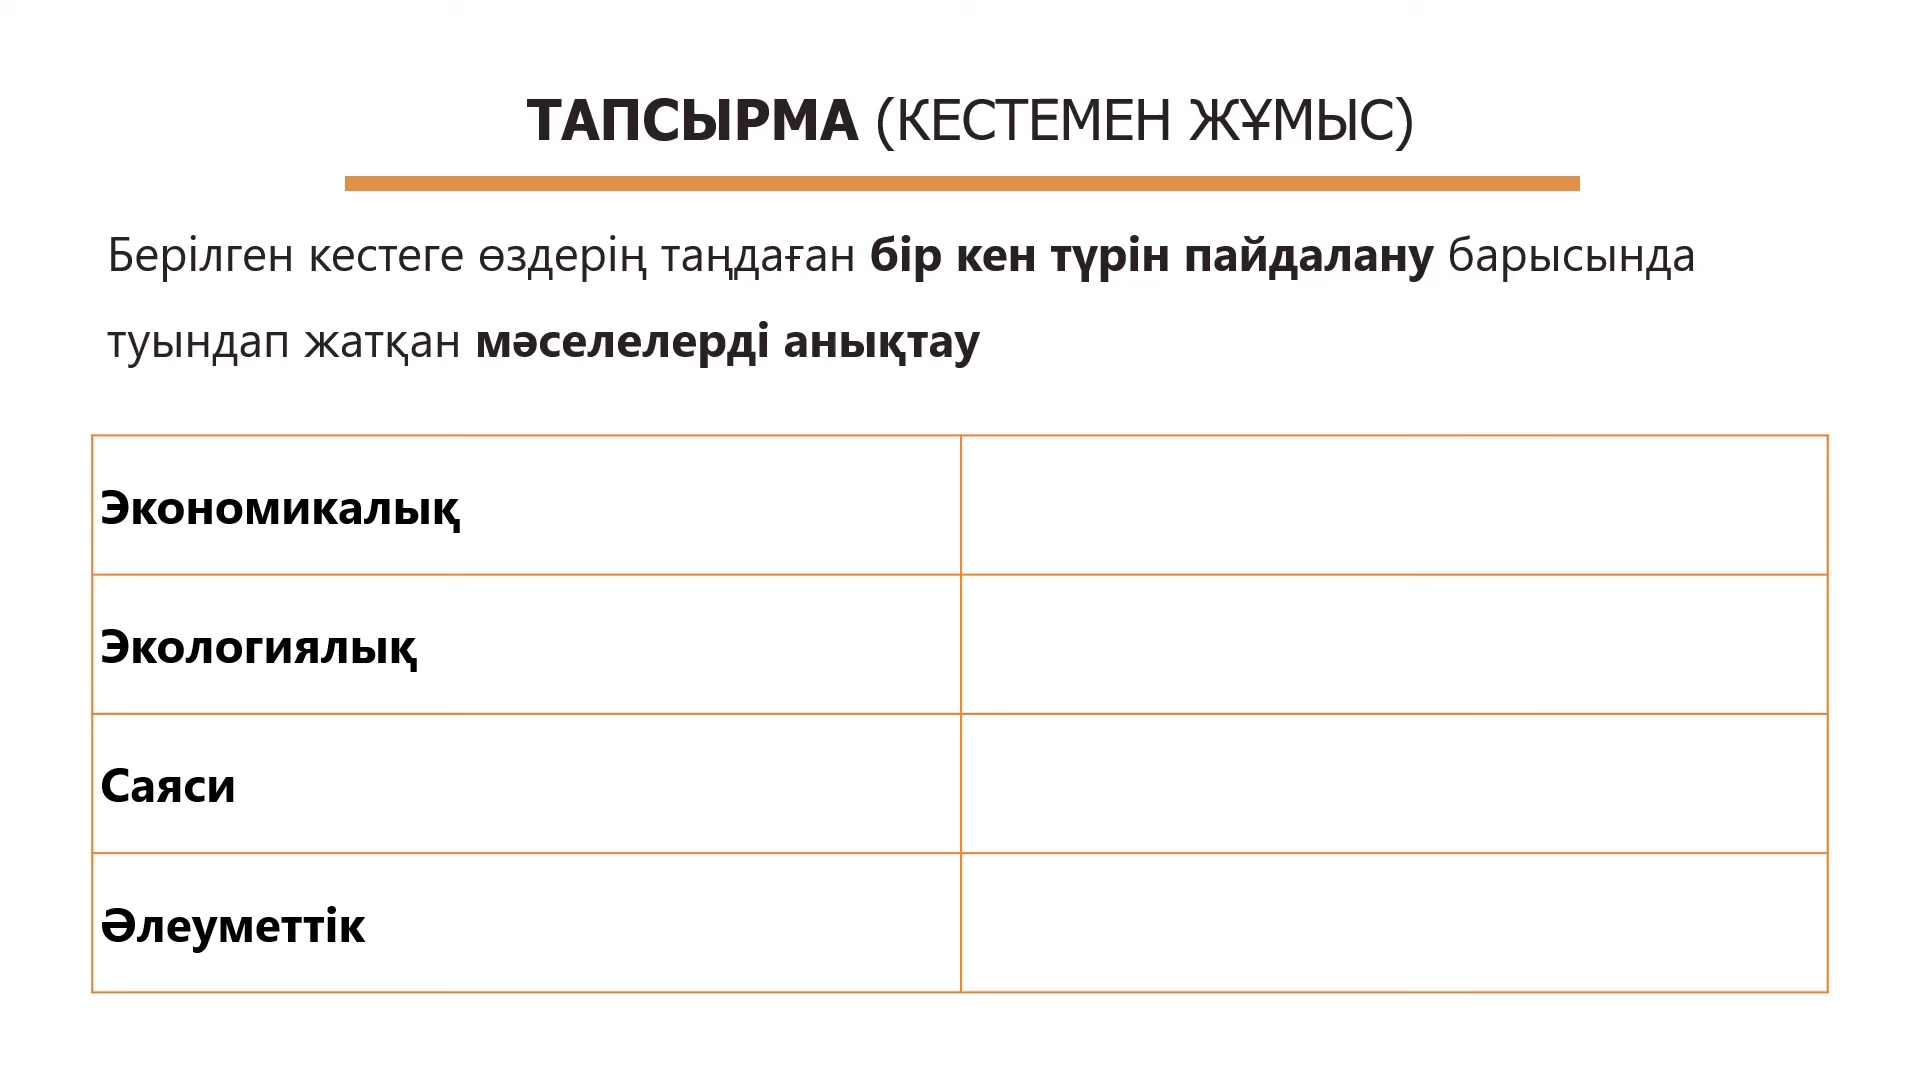 ТАПСЫРМА (КЕСТЕМЕН ЖҰМЫС)
Берілген кестеге өздерің таңдаған бір кен түрін пайдалану барысында
туындап жатқан мәселелерді анықтау
Экономикалық
Экологиялық
Саяси
Әлеуметтік